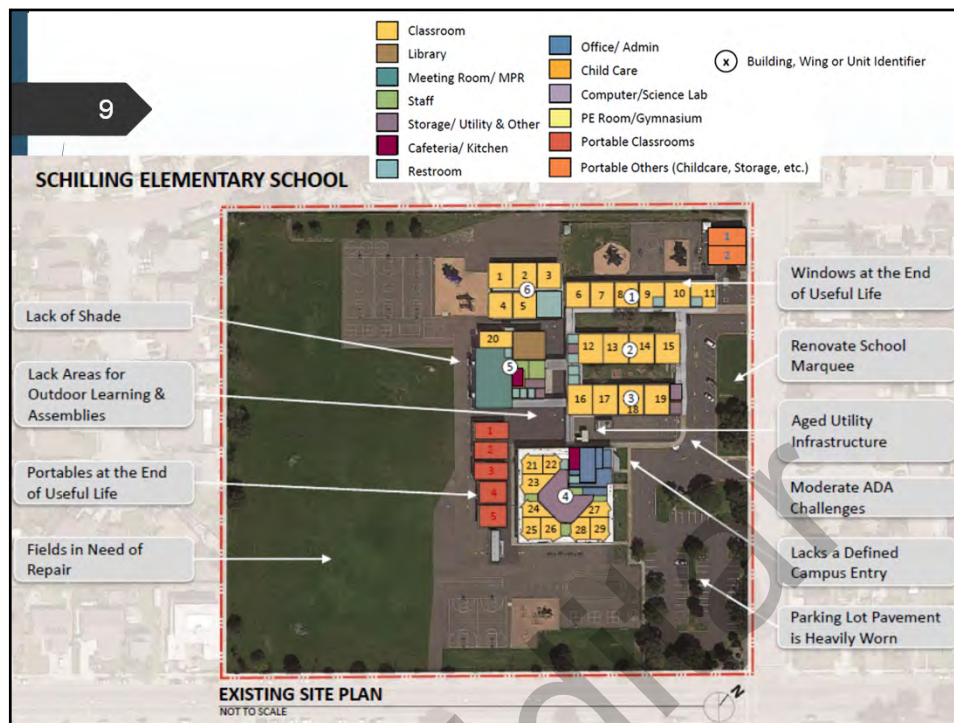 9
Classroom
Library
Meeting Room/ MPR
Staff
Storage/ Utility & Other
Cafeteria/ Kitchen
Restroom
Office/ Admin
Child Care
Computer/Science Lab
PE Room/Gymnasium
Portable Classrooms
Portable Others (Childcare, Storage, etc.)
x Building, Wing or Unit Identifier
SCHILLING ELEMENTARY SCHOOL
1
2
1 2 3
6
4 5
6 7 8 1 9 10 11
20
5
12 13 2 14 15
16 17 3 19
18
1
2
3
4
5
21 22
23
4
24 27
25 26 28 29
Lack of Shade
Lack Areas for
Outdoor Learning &
Assemblies
Portables at the End
of Useful Life
Fields in Need of
Repair
Windows at the End
of Useful Life
Renovate School
Marquee
Aged Utility
Infrastructure
Moderate ADA
Challenges
Lacks a Defined
Campus Entry
Parking Lot Pavement
is Heavily Worn
EXISTING SITE PLAN
NOT TO SCALE
N